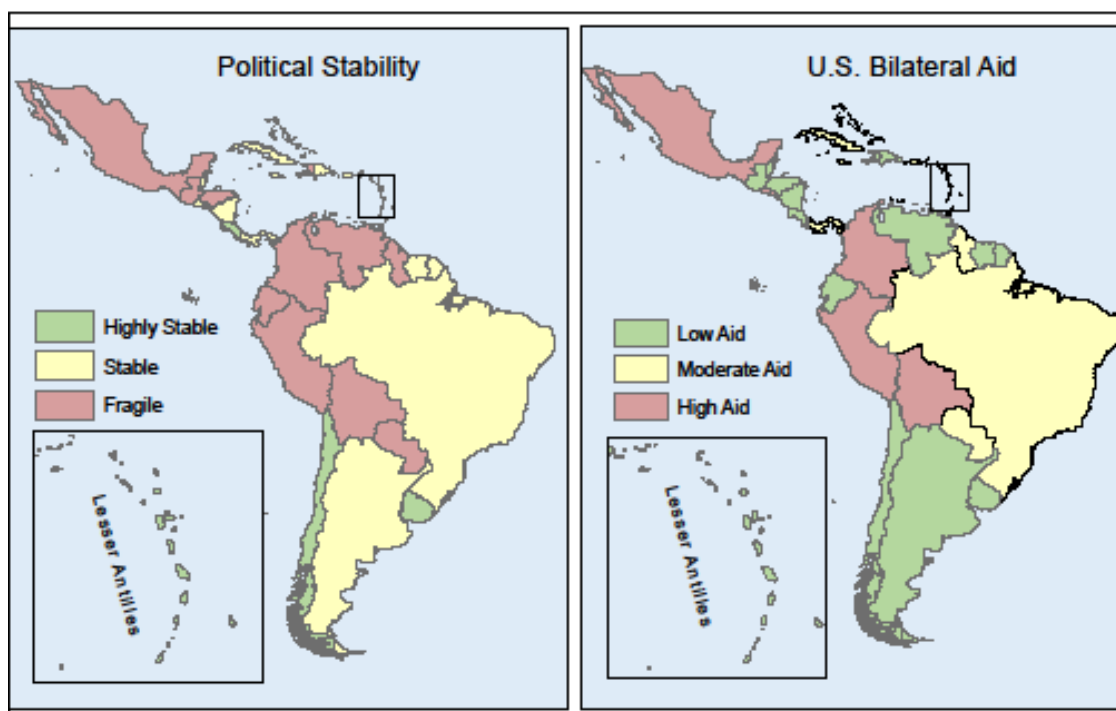 Political Stability
Highly Stable
Stable
Fragile
Lesser Antilles
U.S. Bilateral Aid
Low Aid
Moderate Aid
High Aid
Lesser Antilles